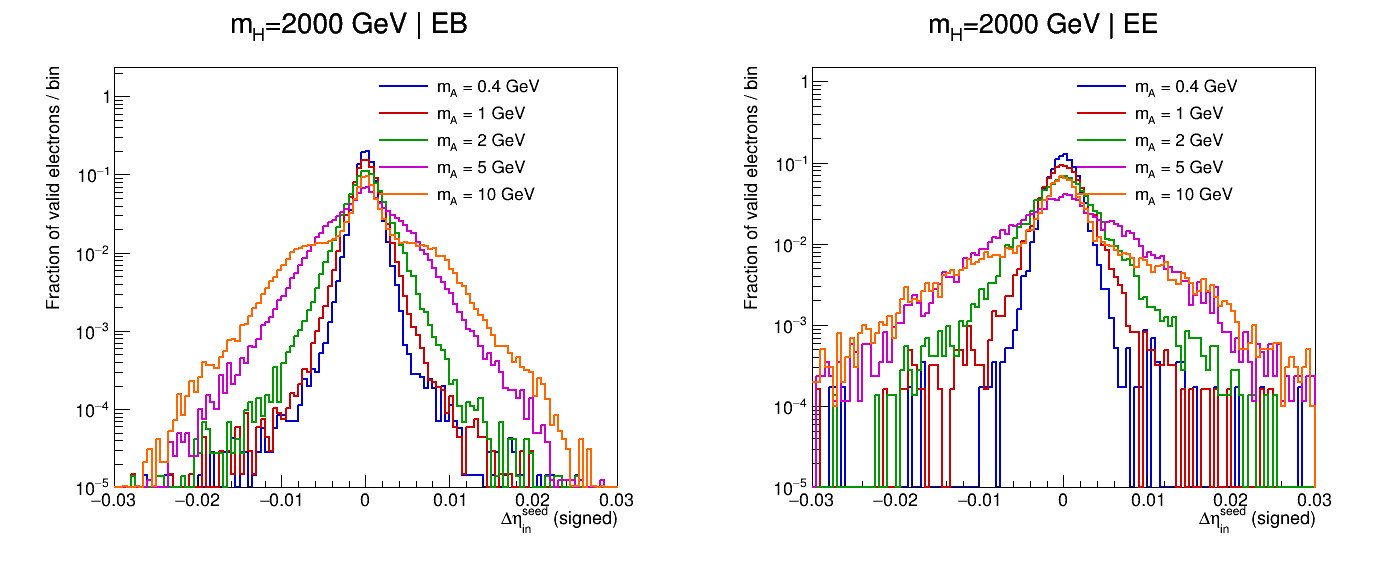 m_H=2000 GeV | EB
Fraction of valid electrons / bin
m_A = 0.4 GeV
m_A = 1 GeV
m_A = 2 GeV
m_A = 5 GeV
m_A = 10 GeV
1
10^−1
10^−2
10^−3
10^−4
10^−5
−0.03 −0.02 −0.01 0 0.01 0.02 0.03
Δη_in^seed (signed)
m_H=2000 GeV | EE
Fraction of valid electrons / bin
m_A = 0.4 GeV
m_A = 1 GeV
m_A = 2 GeV
m_A = 5 GeV
m_A = 10 GeV
1
10^−1
10^−2
10^−3
10^−4
10^−5
−0.03 −0.02 −0.01 0 0.01 0.02 0.03
Δη_in^seed (signed)